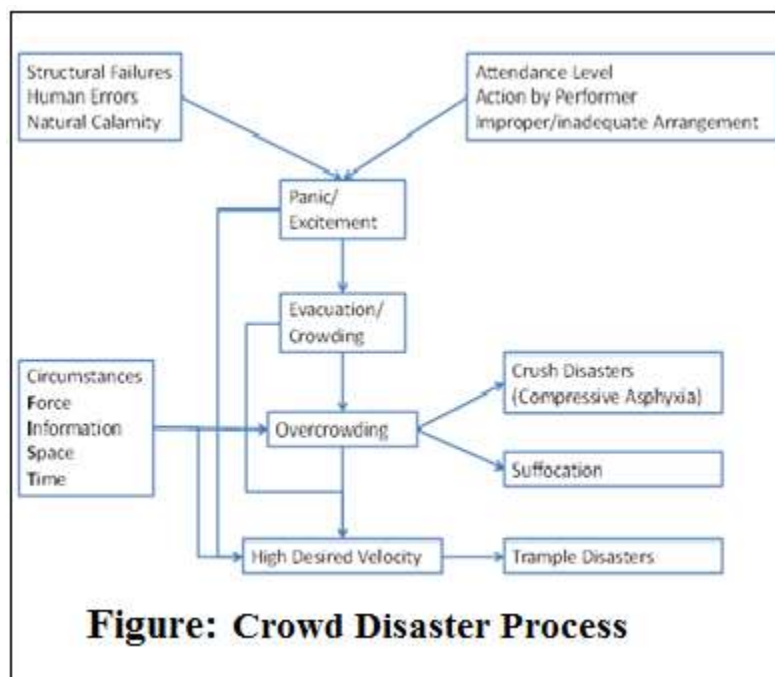 Structural Failures
Human Errors
Natural Calamity
Attendance Level
Action by Performer
Improper/inadequate Arrangement
Panic/
Excitement
Evacuation/
Crowding
Circumstances
Force
Information
Space
Time
Overcrowding
Crush Disasters
(Compressive Asphyxia)
Suffocation
High Desired Velocity
Trample Disasters
Figure: Crowd Disaster Process